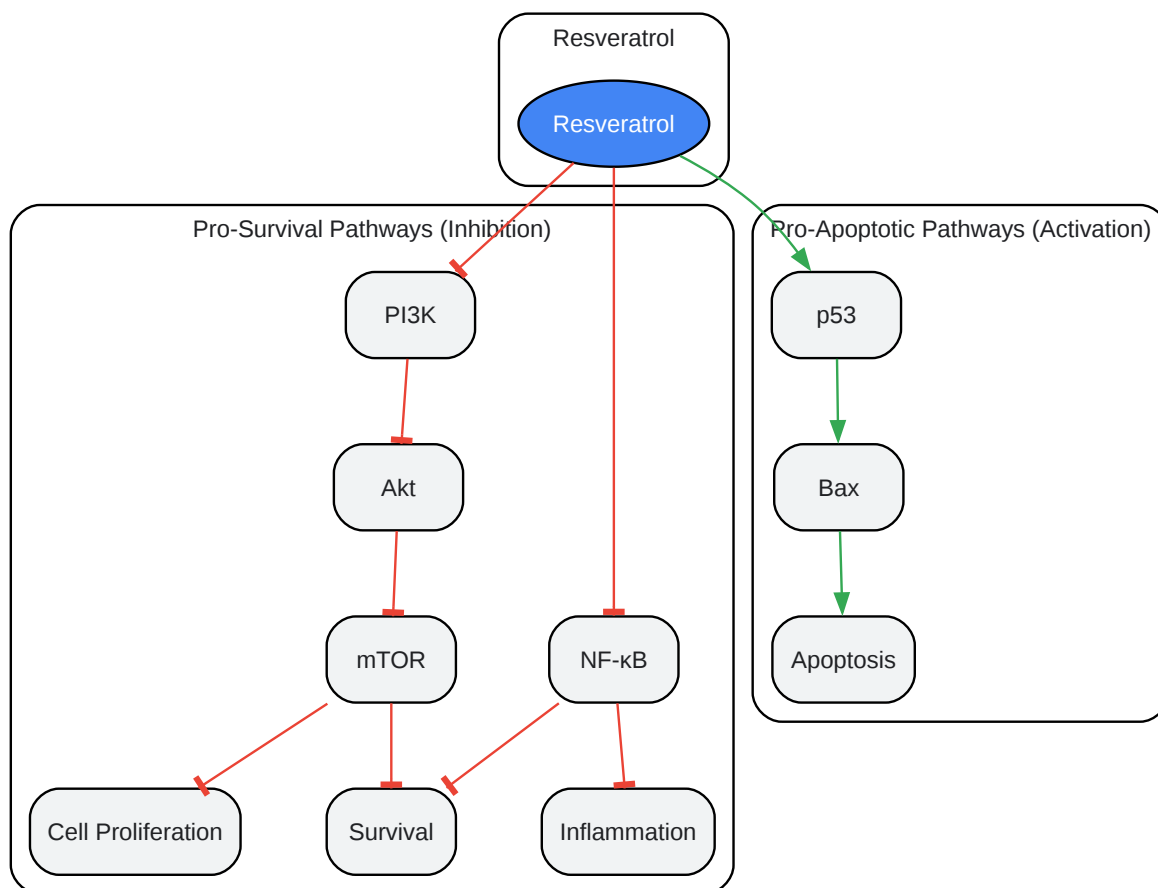 Resveratrol
Resveratrol
Pro-Survival Pathways (Inhibition)
Pro-Apoptotic Pathways (Activation)
PI3K
p53
Akt
Bax
mTOR
NF-κB
Apoptosis
Cell Proliferation
Survival
Inflammation